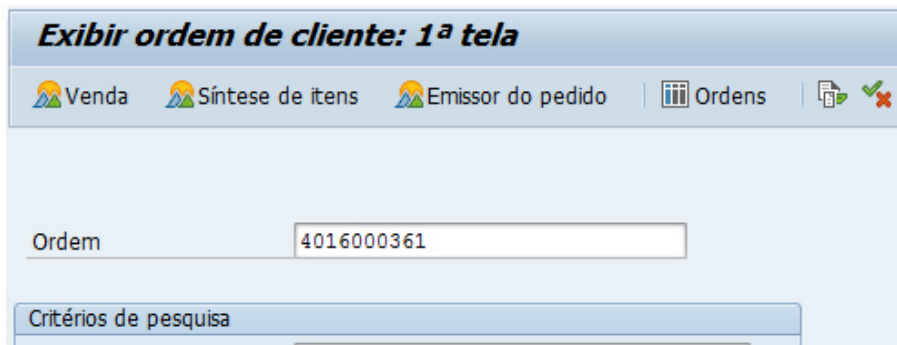 Exibir ordem de cliente: 1ª tela
Venda Síntese de itens Emissor do pedido Ordens
Ordem 4016000361
Critérios de pesquisa